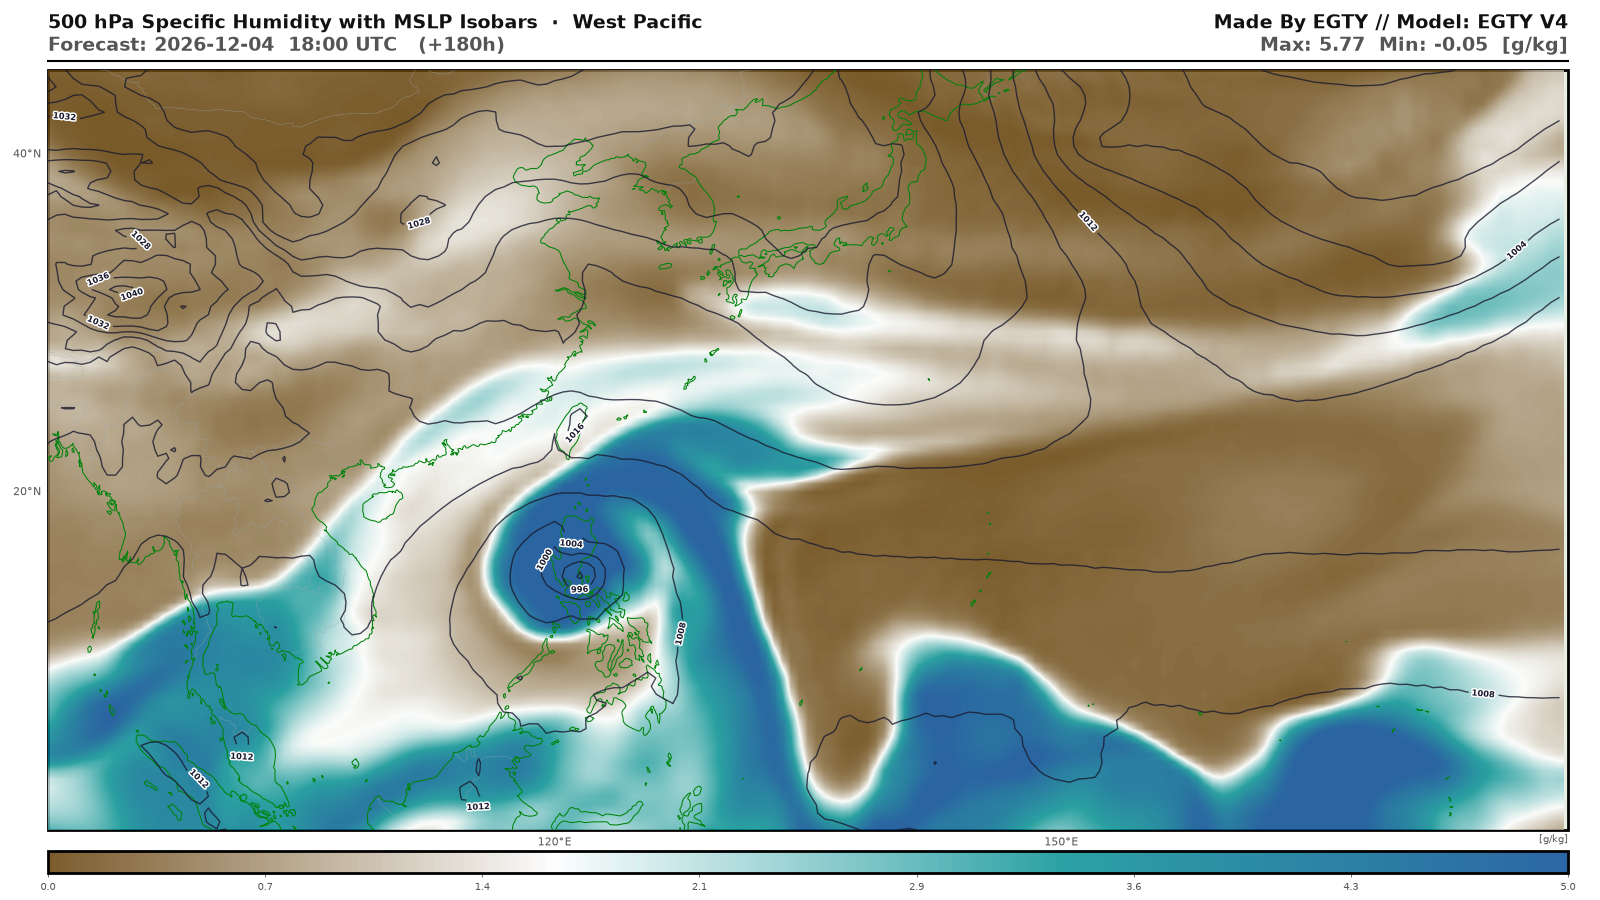 500 hPa Specific Humidity with MSLP Isobars · West Pacific
Made By EGTY // Model: EGTY V4
Forecast: 2026-12-04 18:00 UTC (+180h)
Max: 5.77 Min: -0.05 [g/kg]
1032
40°N
1028
1012
1028
1004
1036
1040
1032
1016
20°N
1004
1000
996
1008
1008
1012
1012
1012
120°E
150°E
[g/kg]
0.0
0.7
1.4
2.1
2.9
3.6
4.3
5.0